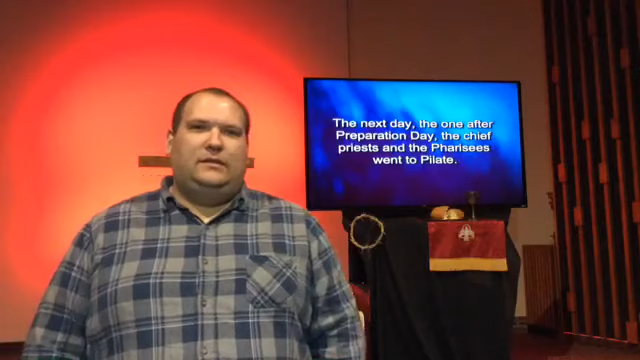 The next day, the one after
Preparation Day, the chief
priests and the Pharisees
went to Pilate.